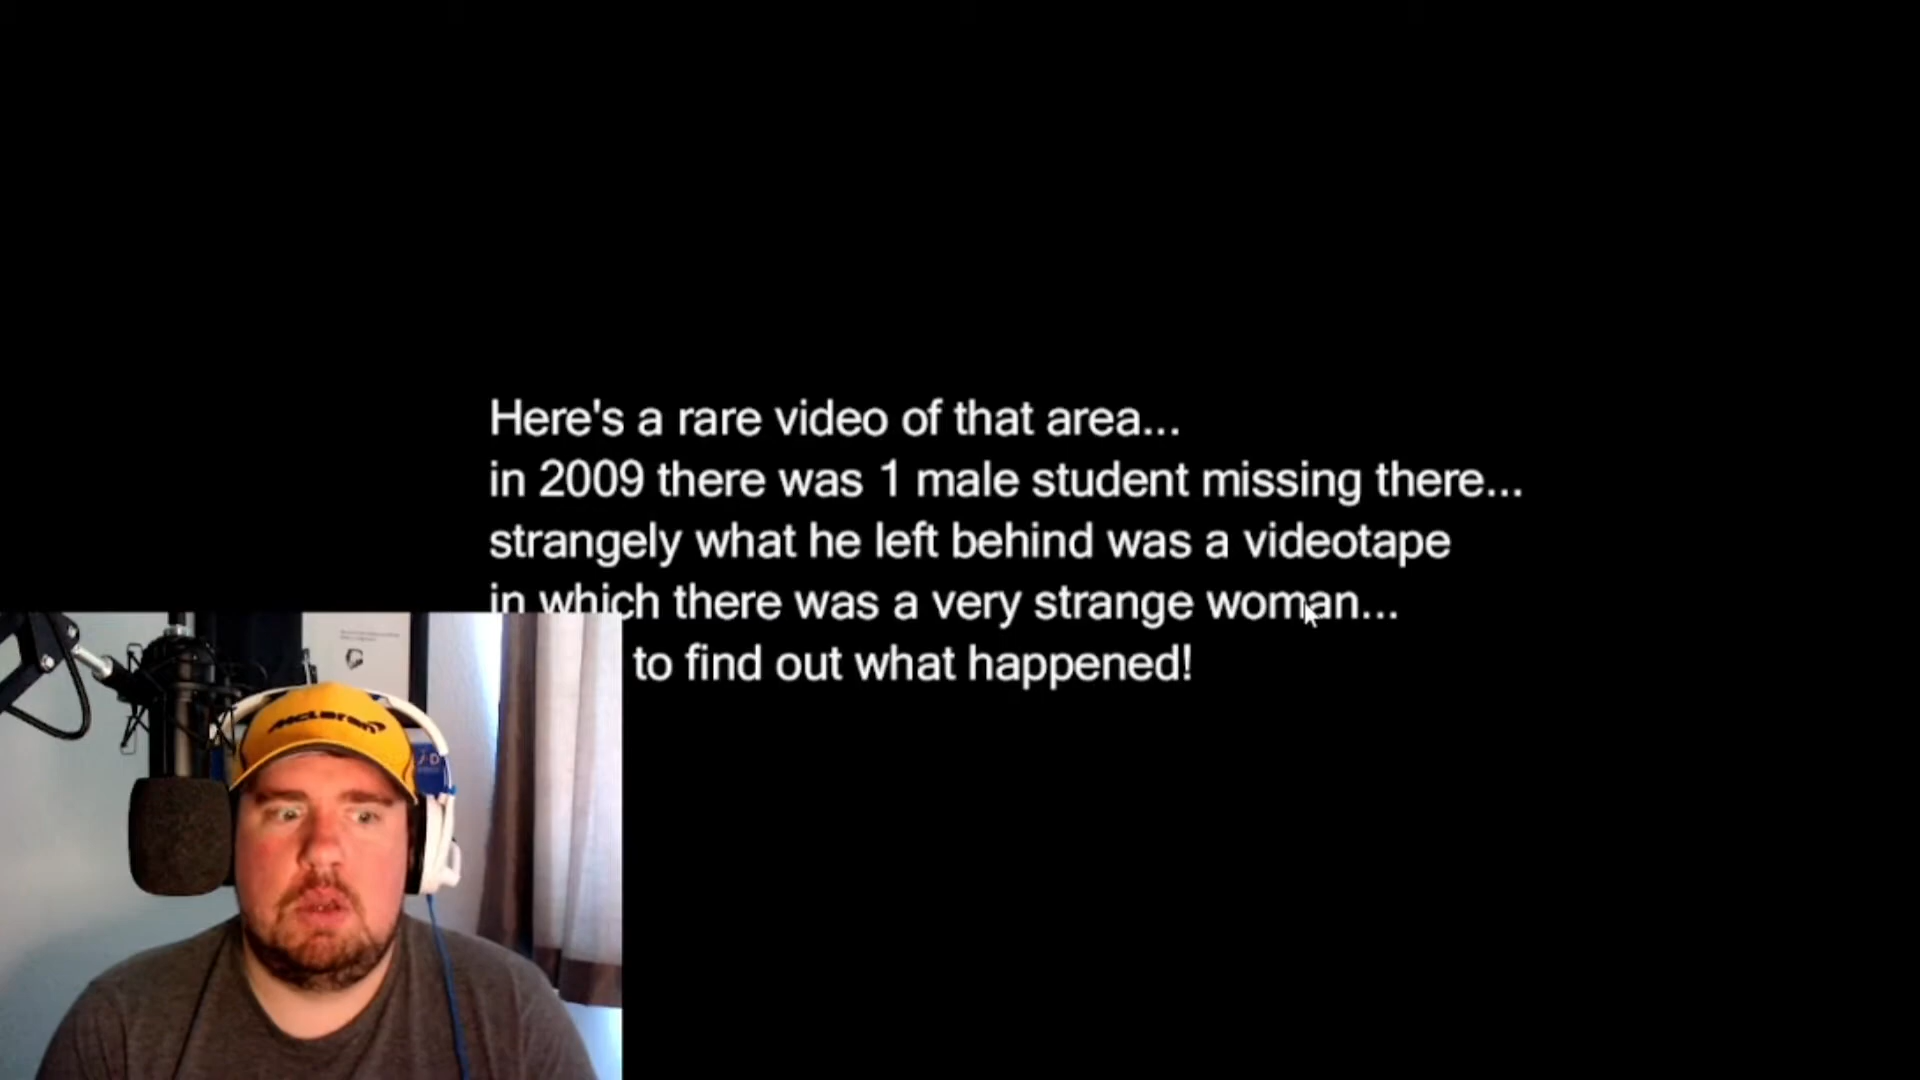 Here's a rare video of that area...
in 2009 there was 1 male student missing there...
strangely what he left behind was a videotape
in which there was a very strange woman...
to find out what happened!
McLaren